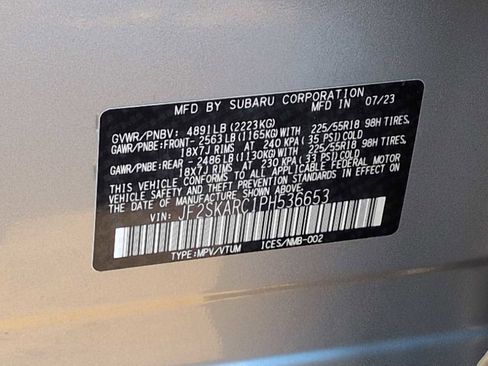 MFD BY SUBARU CORPORATION 07/23
GVWR/PNBV: 4891LB(2223KG)
GAWR/PNBE:FRONT- 2563LB(1165KG)WITH 225/55R18 98H TIRES,
18X7J RIMS AT 240 KPA( 35 PSI)COLD
GAWR/PNBE:REAR - 2486LB(1130KG)WITH 225/55R18 98H TIRES,
18X7J RIMS AT 230 KPA( 33 PSI)COLD
THIS VEHICLE CONFORMS TO ALL APPLICABLE FEDERAL MOTOR
VEHICLE SAFETY, BUMPER, AND THEFT PREVENTION
STANDARDS IN EFFECT ON THE DATE OF MANUFACTURE SHOWN ABOVE.
VIN: JF2SKARC1PH536653
TYPE:MPV/VTUM ICES/NMB-002